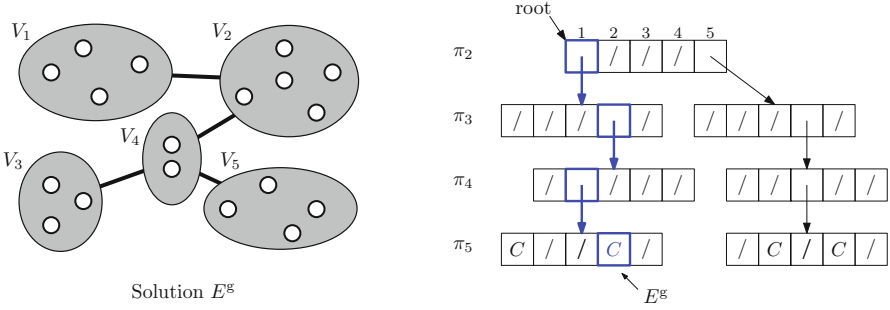 V₁ V₂
V₄
V₃ V₅
Solution Eᵍ
root
1 2 3 4 5
π₂ / / /
π₃ / / / / / / / /
π₄ / / / / / / / /
π₅ C / / C / / C / C /
Eᵍ